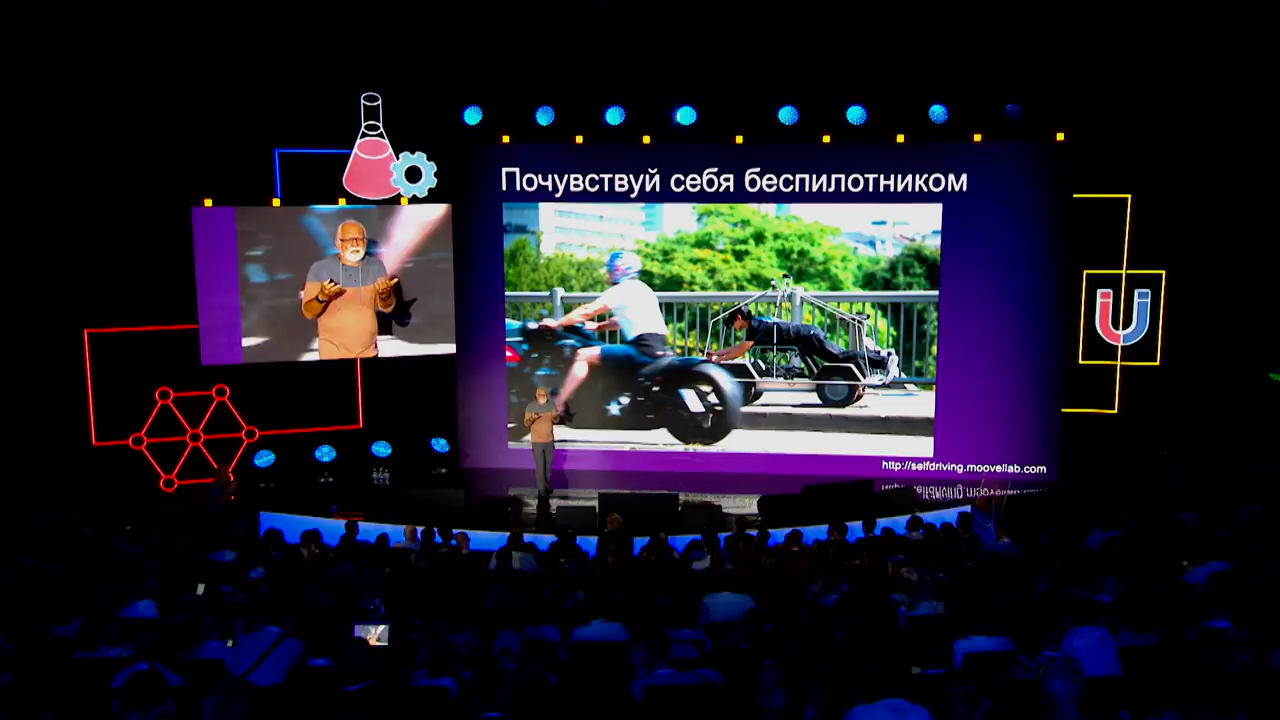 Почувствуй себя беспилотником
http://selfdriving.moovellab.com